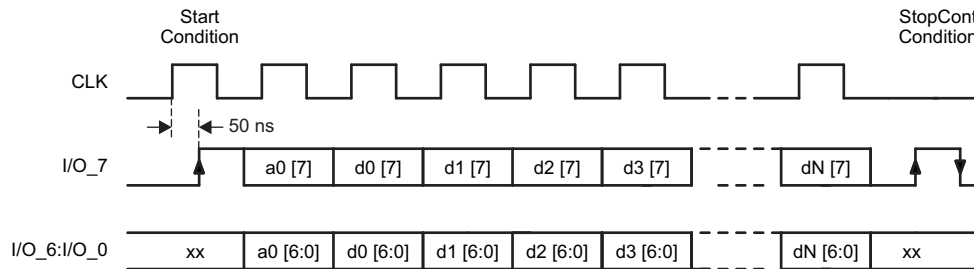 Start
Condition
StopCont
Condition
CLK
50 ns
I/O_7
a0 [7] d0 [7] d1 [7] d2 [7] d3 [7] dN [7]
I/O_6:I/O_0
xx a0 [6:0] d0 [6:0] d1 [6:0] d2 [6:0] d3 [6:0] dN [6:0] xx